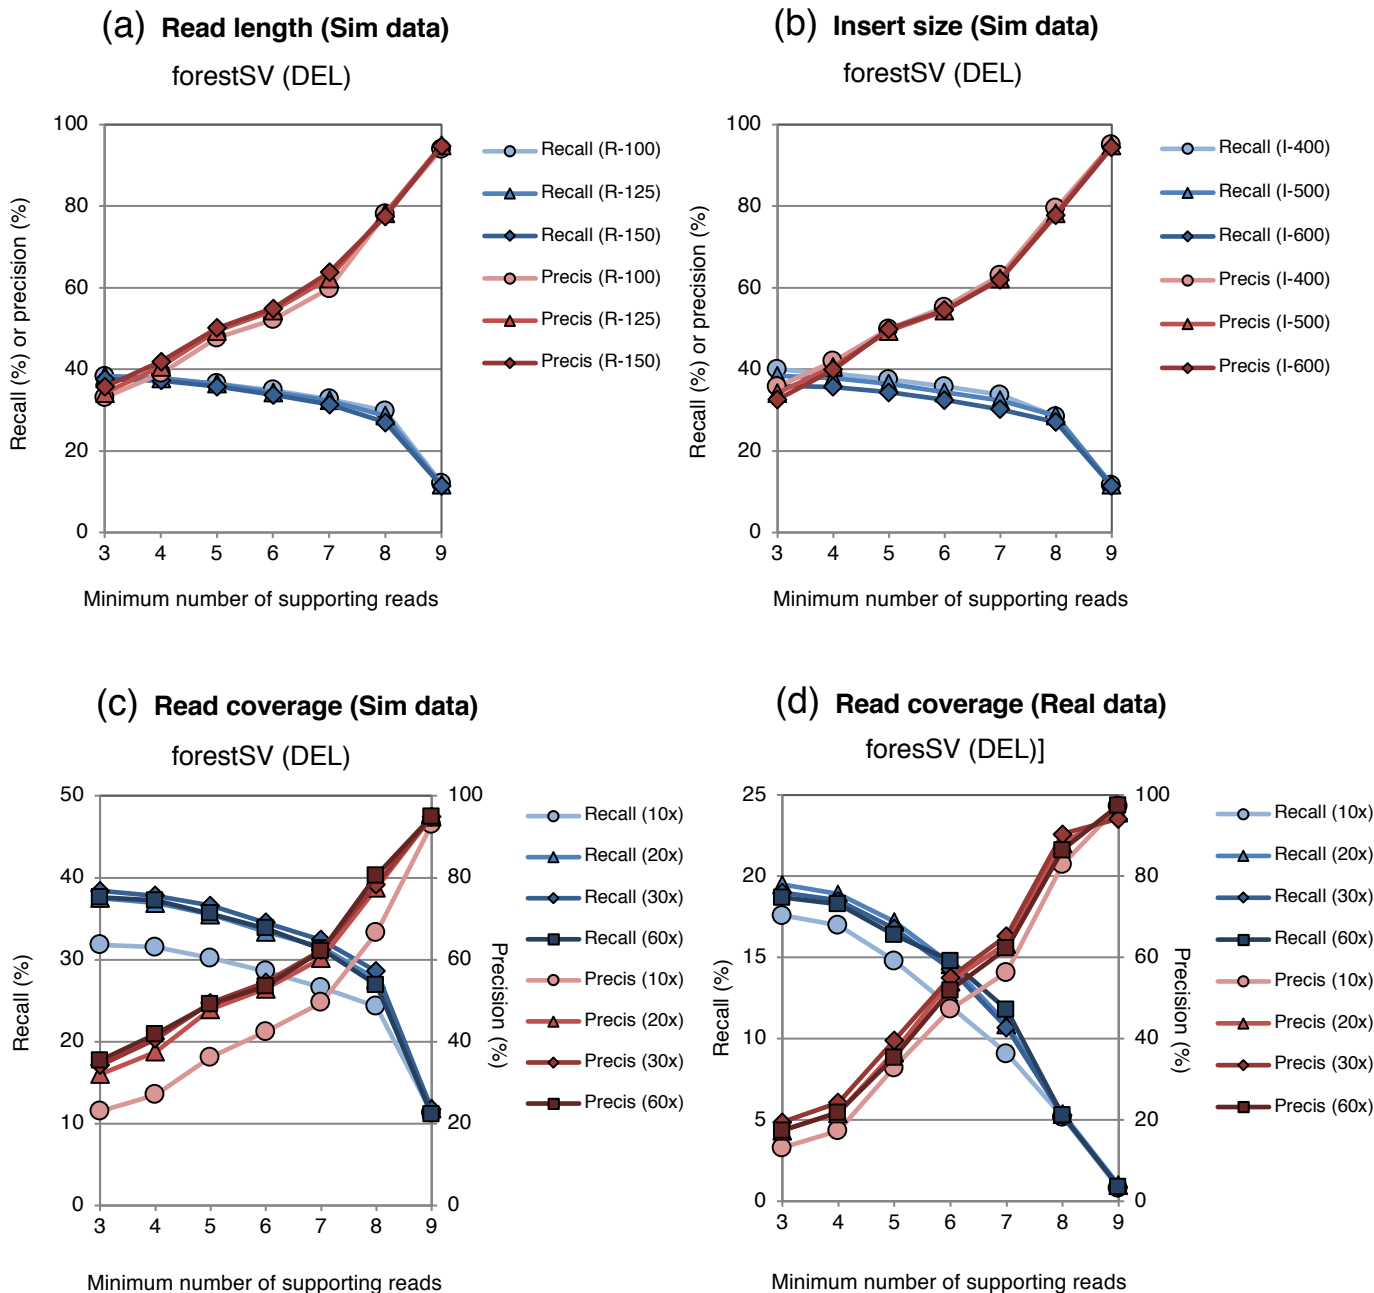 (a) Read length (Sim data)
forestSV (DEL)
100
80
60
40
20
0
3 4 5 6 7 8 9
Recall (%) or precision (%)
Minimum number of supporting reads
Recall (R-100)
Recall (R-125)
Recall (R-150)
Precis (R-100)
Precis (R-125)
Precis (R-150)
(b) Insert size (Sim data)
forestSV (DEL)
100
80
60
40
20
0
3 4 5 6 7 8 9
Recall (%) or precision (%)
Minimum number of supporting reads
Recall (I-400)
Recall (I-500)
Recall (I-600)
Precis (I-400)
Precis (I-500)
Precis (I-600)
(c) Read coverage (Sim data)
forestSV (DEL)
50
40
30
20
10
0
100
80
60
40
20
0
3 4 5 6 7 8 9
Recall (%)
Precision (%)
Minimum number of supporting reads
Recall (10x)
Recall (20x)
Recall (30x)
Recall (60x)
Precis (10x)
Precis (20x)
Precis (30x)
Precis (60x)
(d) Read coverage (Real data)
foresSV (DEL)]
25
20
15
10
5
0
100
80
60
40
20
0
3 4 5 6 7 8 9
Recall (%)
Precision (%)
Minimum number of supporting reads
Recall (10x)
Recall (20x)
Recall (30x)
Recall (60x)
Precis (10x)
Precis (20x)
Precis (30x)
Precis (60x)